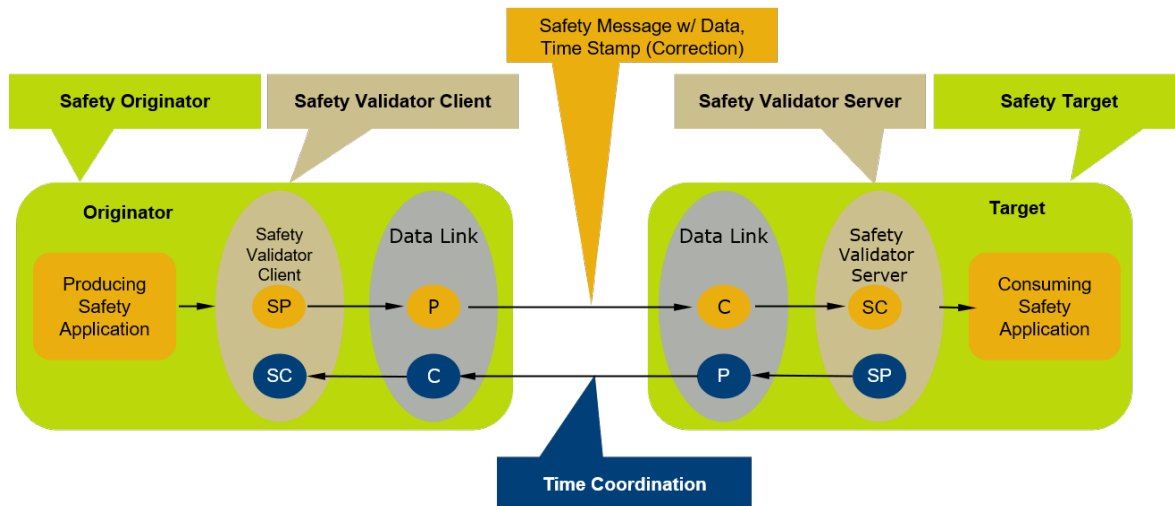 Safety Message w/ Data,
Time Stamp (Correction)
Safety Originator
Safety Validator Client
Safety Validator Server
Safety Target
Originator
Safety
Validator
Client
Data Link
Producing
Safety
Application
SP
P
SC
C
Data Link
Safety
Validator
Server
Target
C
SC
P
SP
Consuming
Safety
Application
Time Coordination